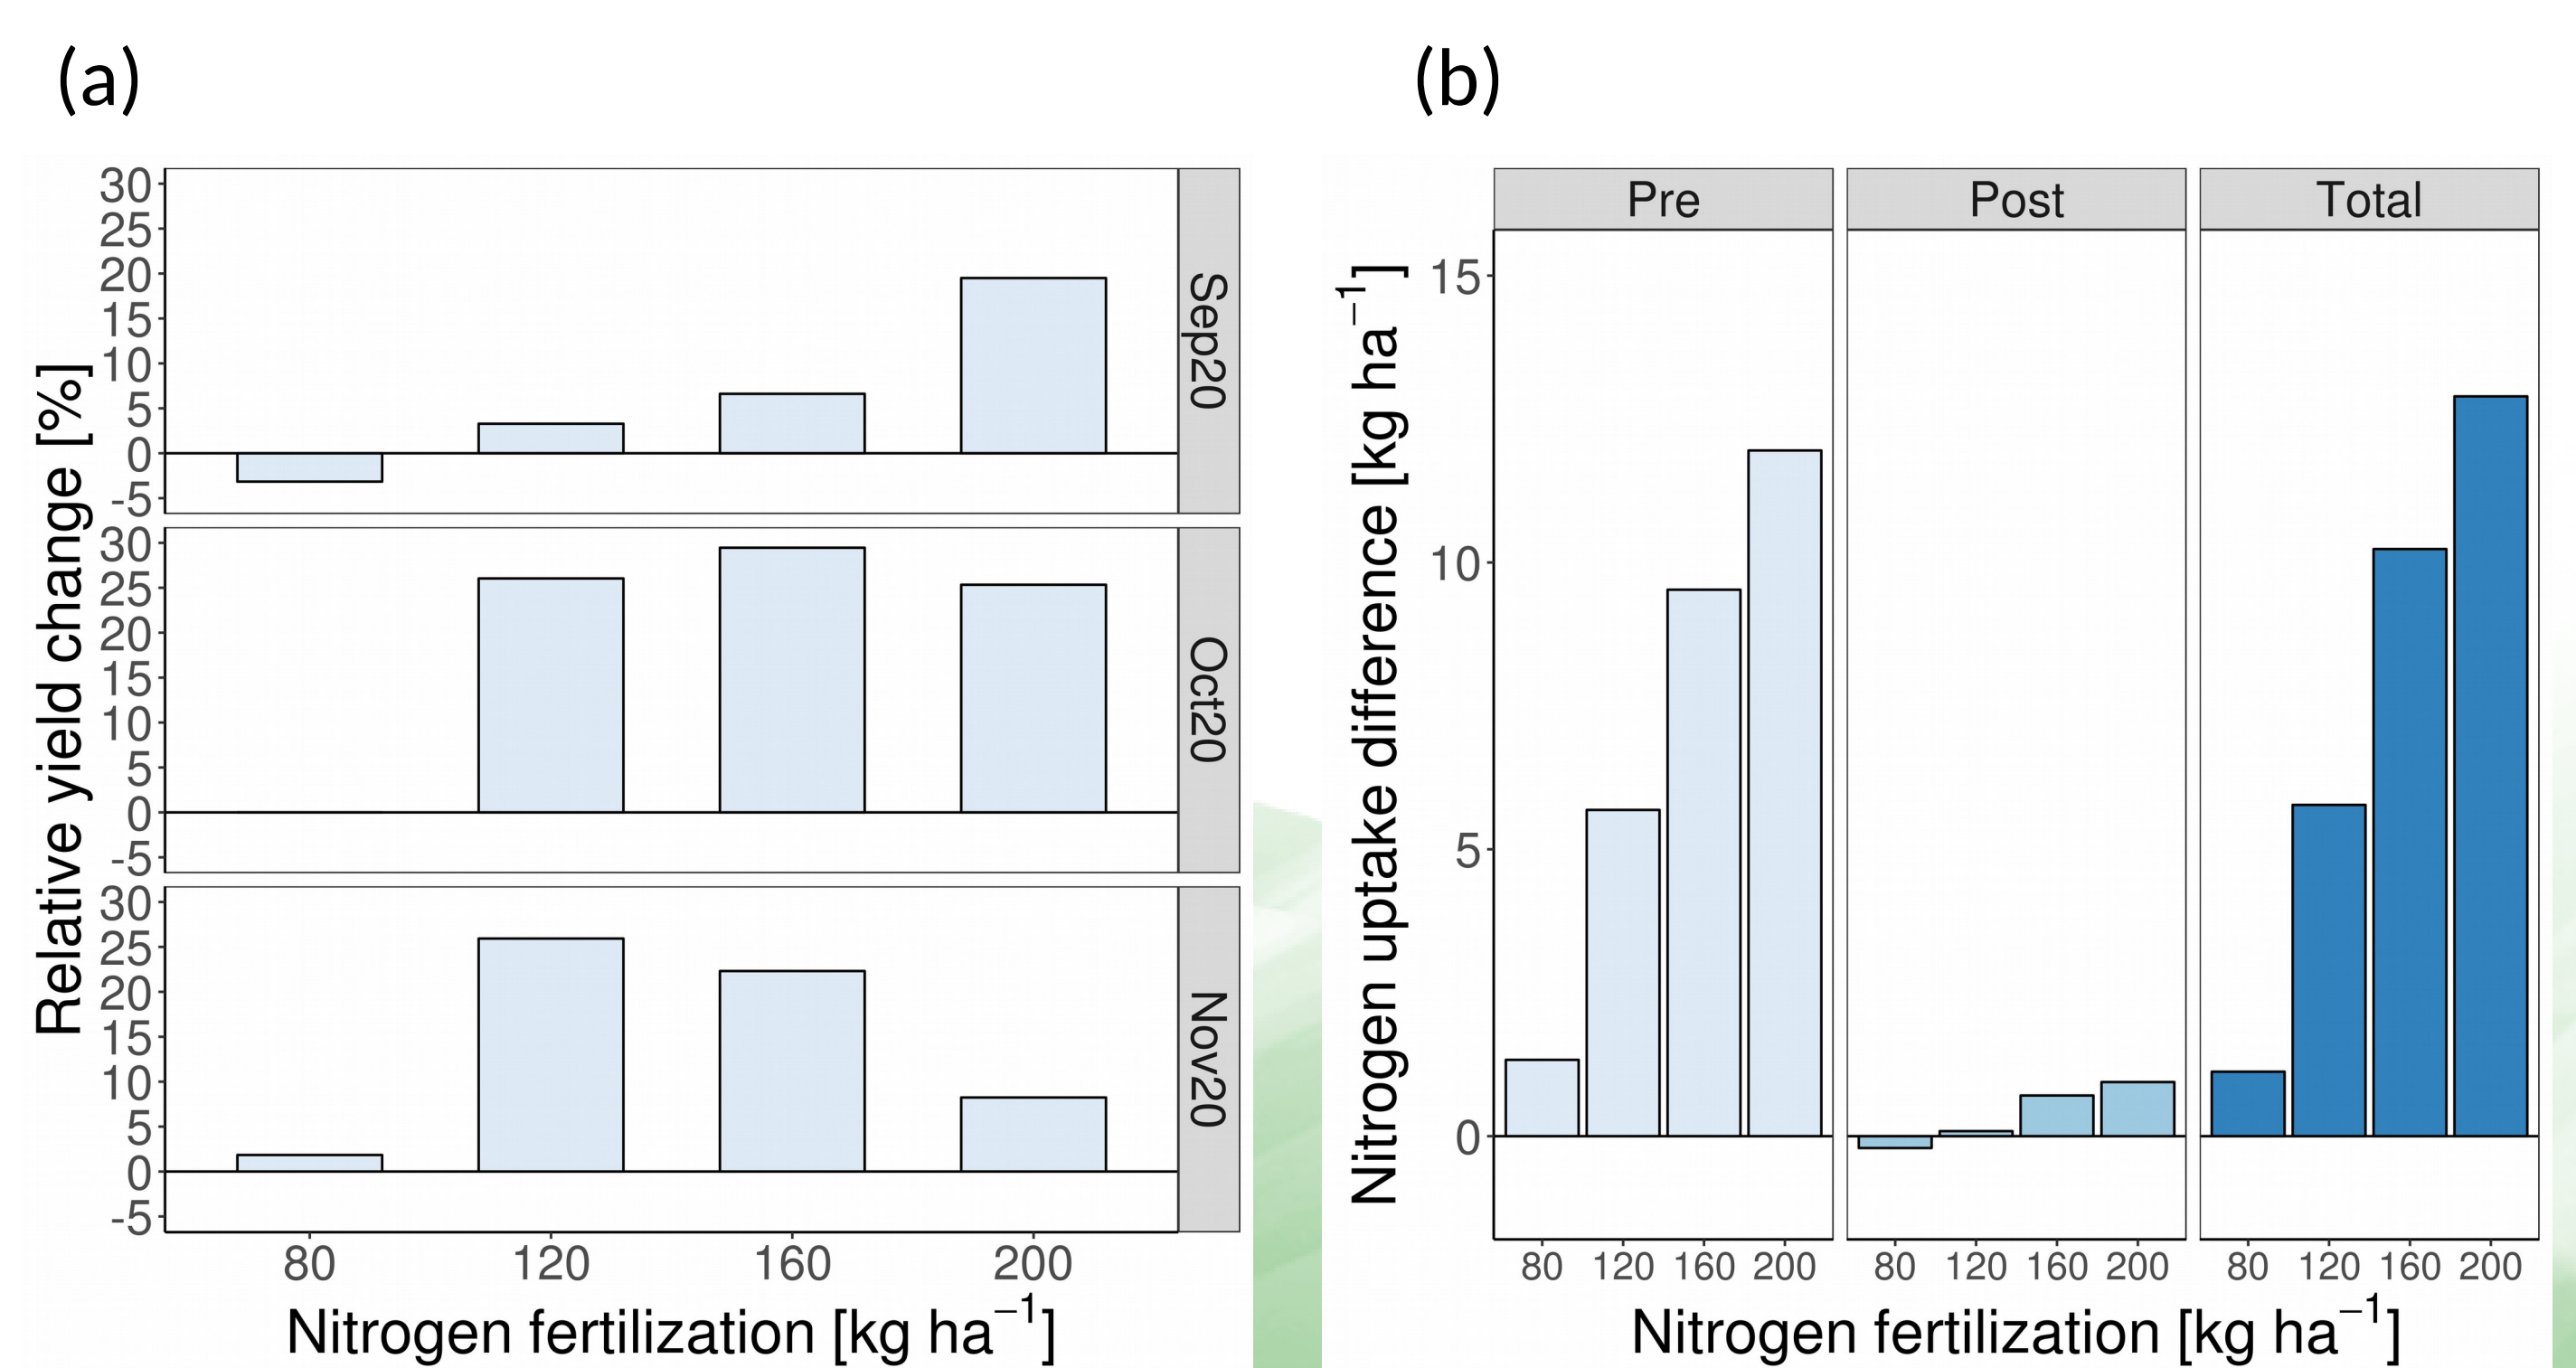 (a)
Relative yield change [%]
30
25
20
15
10
5
0
-5
Sep20
30
25
20
15
10
5
0
-5
Oct20
30
25
20
15
10
5
0
-5
Nov20
80 120 160 200
Nitrogen fertilization [kg ha⁻¹]
(b)
Nitrogen uptake difference [kg ha⁻¹]
Pre Post Total
15
10
5
0
80 120 160 200 80 120 160 200 80 120 160 200
Nitrogen fertilization [kg ha⁻¹]